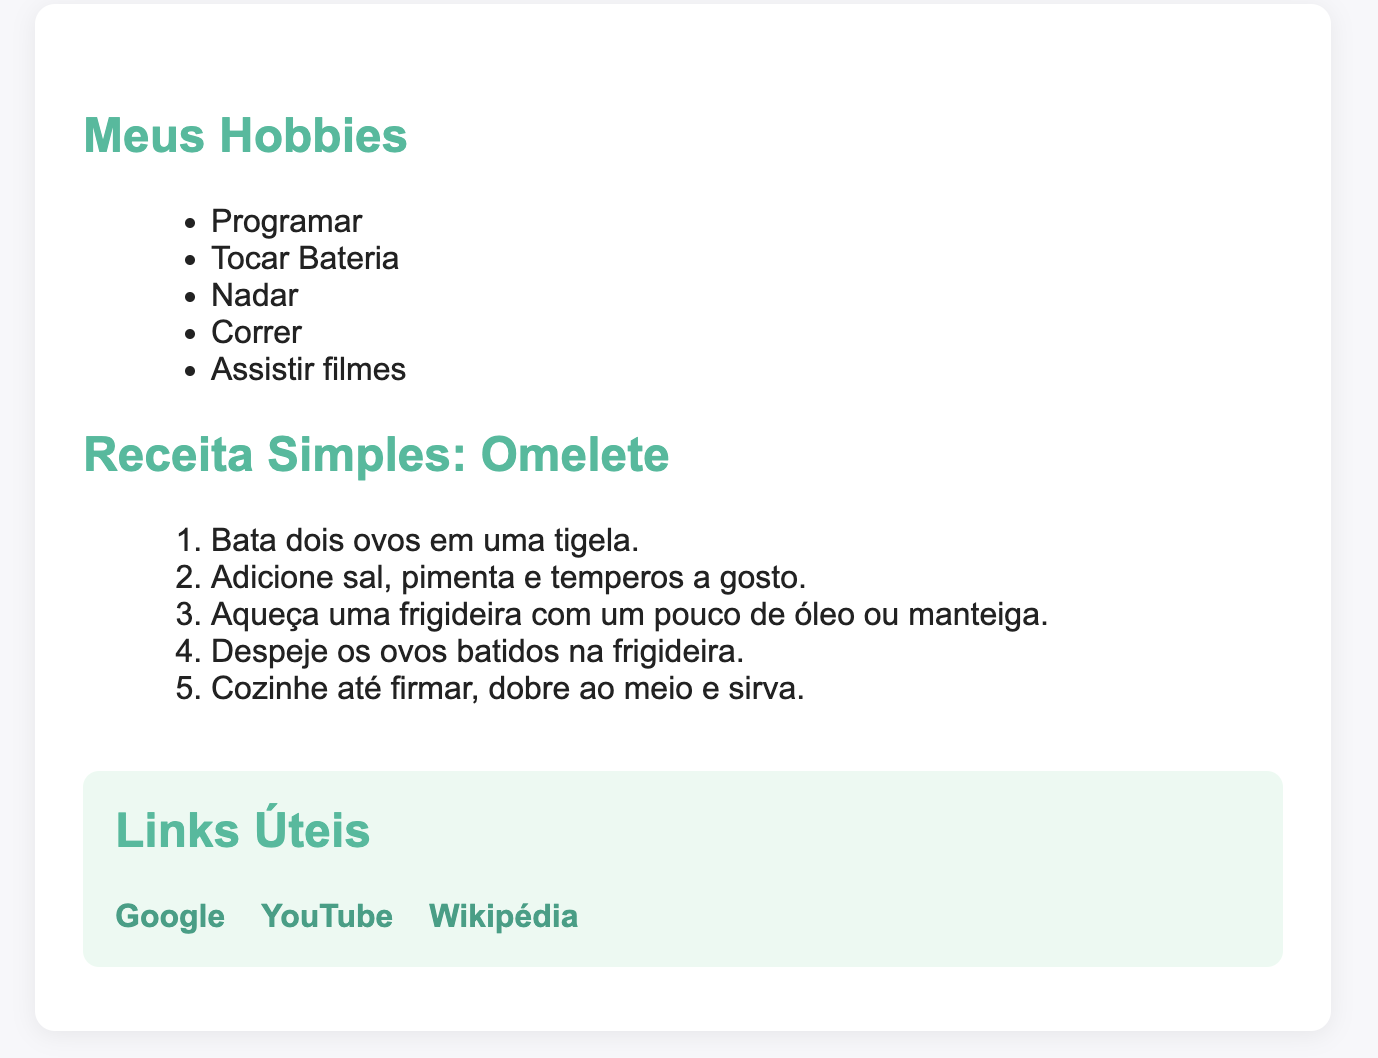 Meus Hobbies
• Programar
• Tocar Bateria
• Nadar
• Correr
• Assistir filmes
Receita Simples: Omelete
1. Bata dois ovos em uma tigela.
2. Adicione sal, pimenta e temperos a gosto.
3. Aqueça uma frigideira com um pouco de óleo ou manteiga.
4. Despeje os ovos batidos na frigideira.
5. Cozinhe até firmar, dobre ao meio e sirva.
Links Úteis
Google YouTube Wikipédia